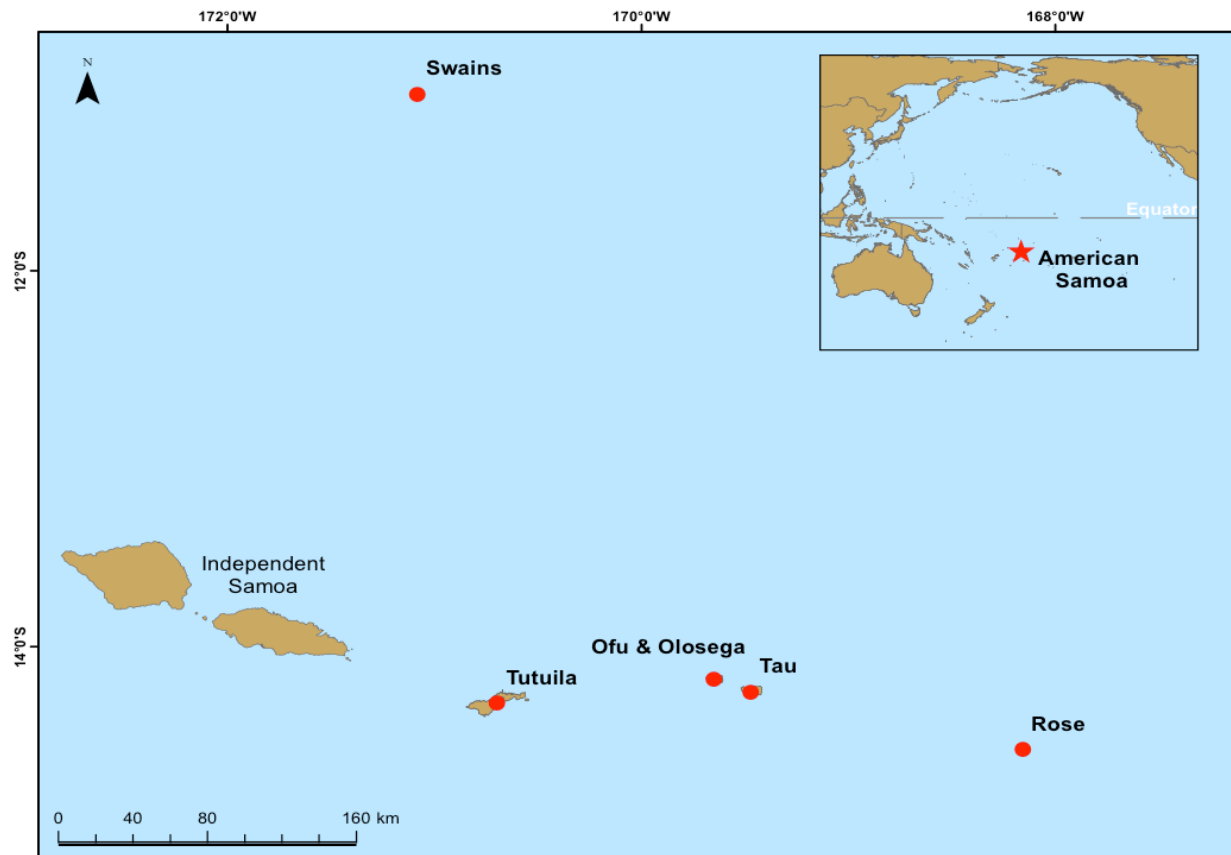 172°0'W
170°0'W
168°0'W
N
Swains
Equator
American
Samoa
12°0'S
Independent
Samoa
14°0'S
Ofu & Olosega
Tau
Tutuila
Rose
0 40 80 160 km